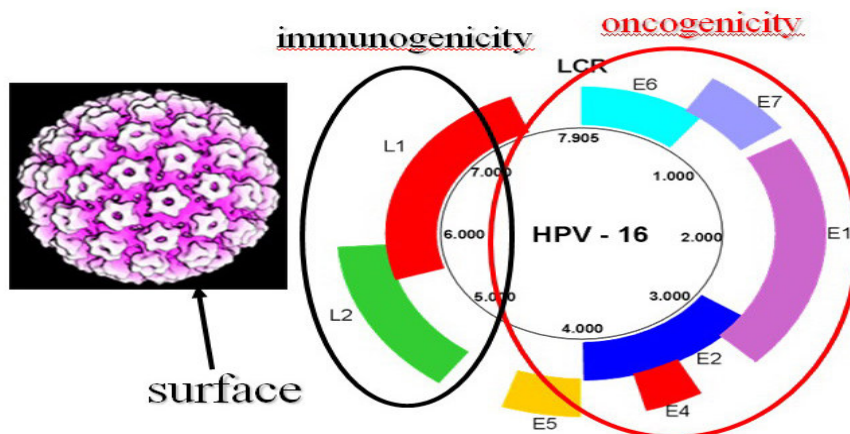 immunogenicity
oncogenicity
LCR
E6
E7
L1
7.905
7.000
1.000
6.000
HPV - 16
2.000
E1
5.000
3.000
L2
4.000
E2
surface
E4
E5